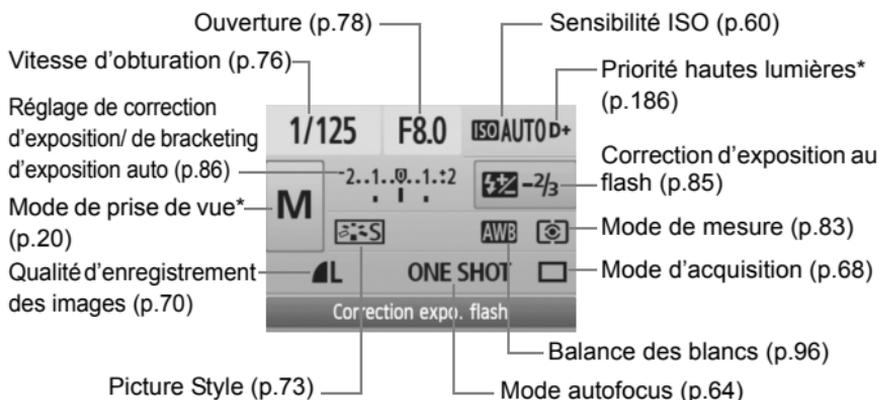 Ouverture (p.78)
Sensibilité ISO (p.60)
Vitesse d'obturation (p.76)
Priorité hautes lumières*
(p.186)
Réglage de correction
d'exposition/ de bracketing
d'exposition auto (p.86)
1/125 F8.0 ISO AUTO D+
Correction d'exposition au
flash (p.85)
-2..1..0..1.:2
-2/3
Mode de prise de vue*
(p.20)
M
S AWB
Mode de mesure (p.83)
Qualité d'enregistrement
des images (p.70)
L ONE SHOT
Mode d'acquisition (p.68)
Correction expo. flash
Balance des blancs (p.96)
Picture Style (p.73)
Mode autofocus (p.64)